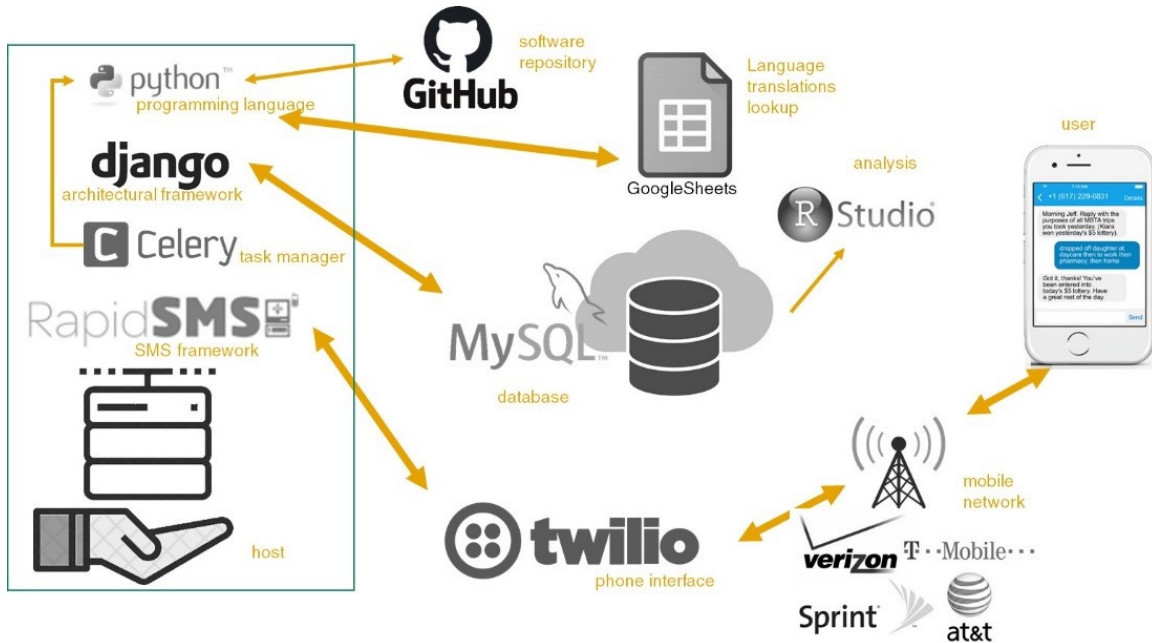 python™
programming language
django
architectural framework
C Celery
task manager
RapidSMS
SMS framework
host
GitHub
software
repository
Language
translations
lookup
GoogleSheets
analysis
R Studio®
MySQL™
database
twilio
phone interface
user
7:15 AM
+1 (617) 229-6831 Details
Morning Jeff. Reply with the
purposes of all MBTA trips
you took yesterday. (Kiara
won yesterday's $5 lottery).
dropped off daughter at
daycare then to work then
pharmacy, then home
Got it, thanks! You've
been entered into
today's $5 lottery. Have
a great rest of the day
Send
mobile
network
verizon
T··Mobile···
Sprint
at&t